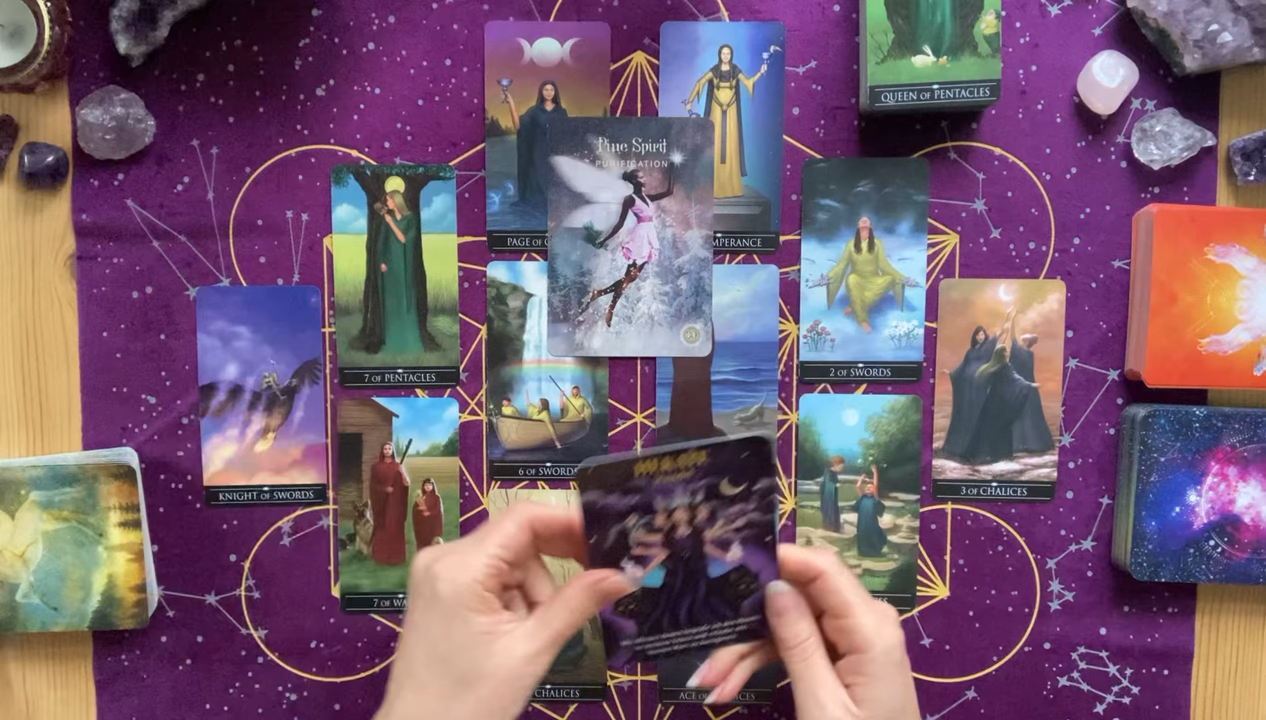 QUEEN OF PENTACLES
Pine Spirit
PURIFICATION
PAGE OF
MPERANCE
7 OF PENTACLES
2 OF SWORDS
KNIGHT OF SWORDS
6 OF SWORDS
3 OF CHALICES
7 OF WA
CHALICES
ACE OF